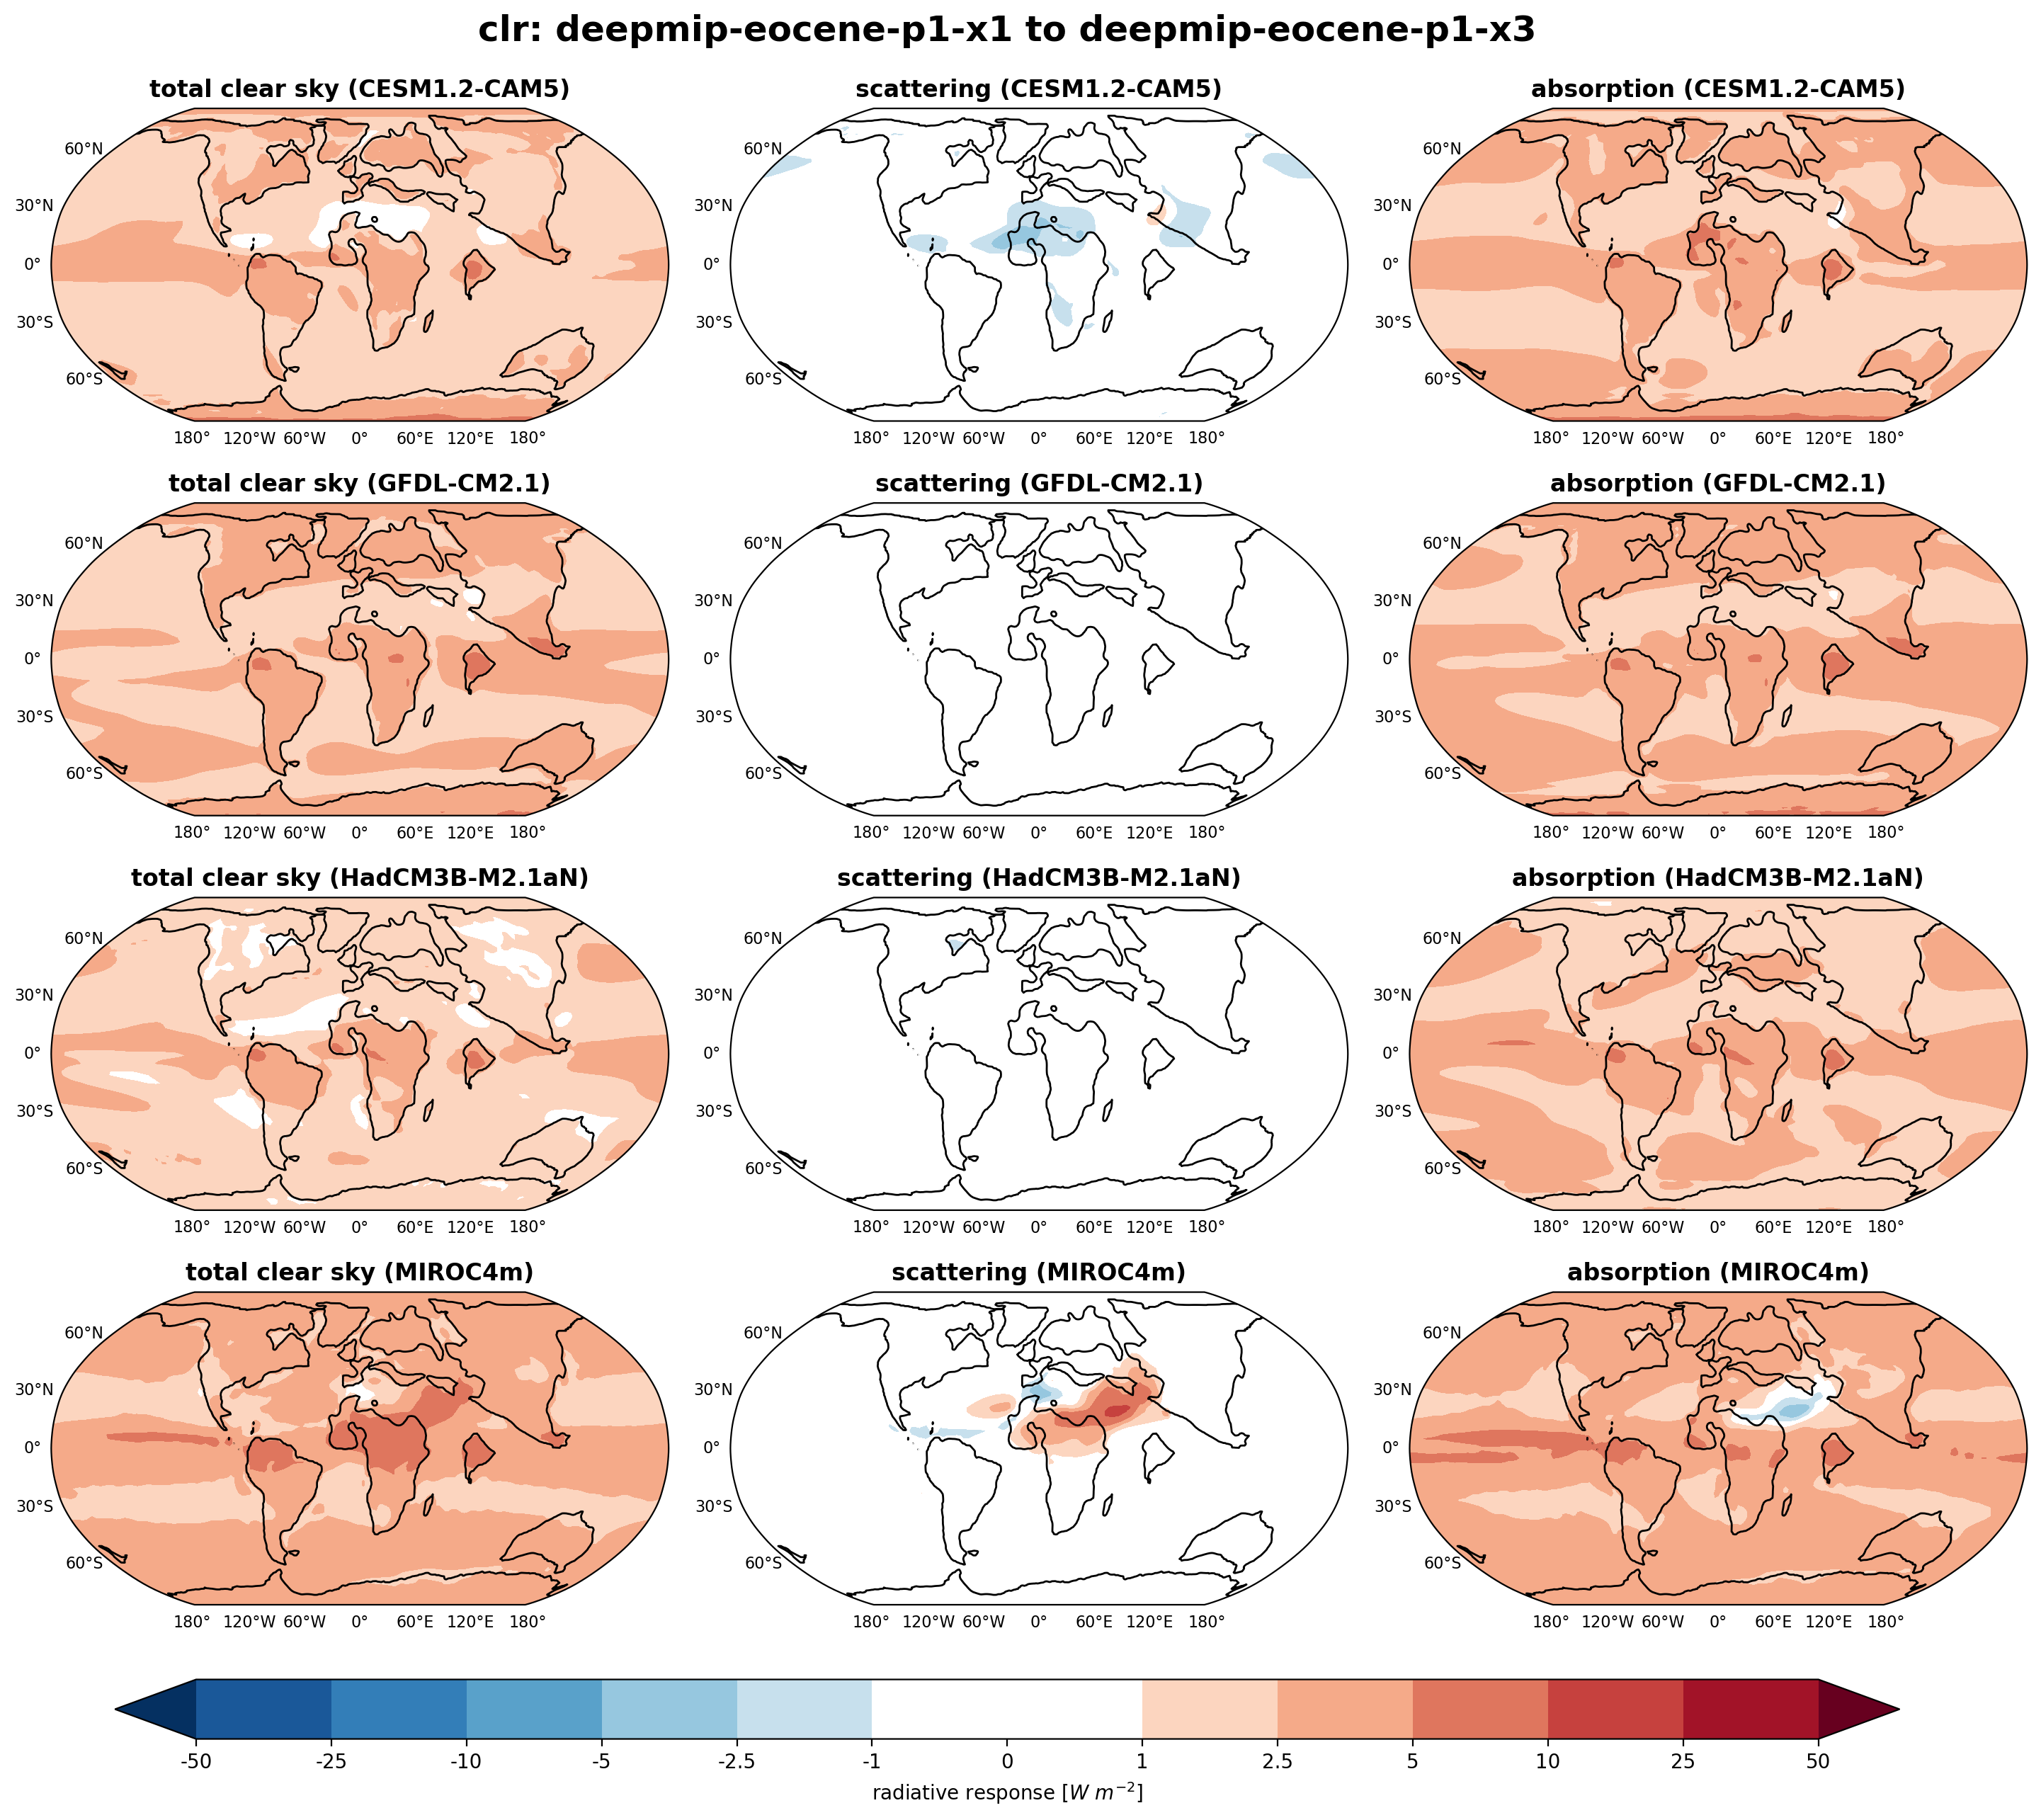 clr: deepmip-eocene-p1-x1 to deepmip-eocene-p1-x3
total clear sky (CESM1.2-CAM5)
scattering (CESM1.2-CAM5)
absorption (CESM1.2-CAM5)
60°N 60°N 60°N
30°N 30°N 30°N
0° 0° 0°
30°S 30°S 30°S
60°S 60°S 60°S
180° 120°W 60°W 0° 60°E 120°E 180° 180° 120°W 60°W 0° 60°E 120°E 180° 180° 120°W 60°W 0° 60°E 120°E 180°
total clear sky (GFDL-CM2.1)
scattering (GFDL-CM2.1)
absorption (GFDL-CM2.1)
60°N 60°N 60°N
30°N 30°N 30°N
0° 0° 0°
30°S 30°S 30°S
60°S 60°S 60°S
180° 120°W 60°W 0° 60°E 120°E 180° 180° 120°W 60°W 0° 60°E 120°E 180° 180° 120°W 60°W 0° 60°E 120°E 180°
total clear sky (HadCM3B-M2.1aN)
scattering (HadCM3B-M2.1aN)
absorption (HadCM3B-M2.1aN)
60°N 60°N 60°N
30°N 30°N 30°N
0° 0° 0°
30°S 30°S 30°S
60°S 60°S 60°S
180° 120°W 60°W 0° 60°E 120°E 180° 180° 120°W 60°W 0° 60°E 120°E 180° 180° 120°W 60°W 0° 60°E 120°E 180°
total clear sky (MIROC4m)
scattering (MIROC4m)
absorption (MIROC4m)
60°N 60°N 60°N
30°N 30°N 30°N
0° 0° 0°
30°S 30°S 30°S
60°S 60°S 60°S
180° 120°W 60°W 0° 60°E 120°E 180° 180° 120°W 60°W 0° 60°E 120°E 180° 180° 120°W 60°W 0° 60°E 120°E 180°
-50 -25 -10 -5 -2.5 -1 0 1 2.5 5 10 25 50
radiative response [W m⁻²]